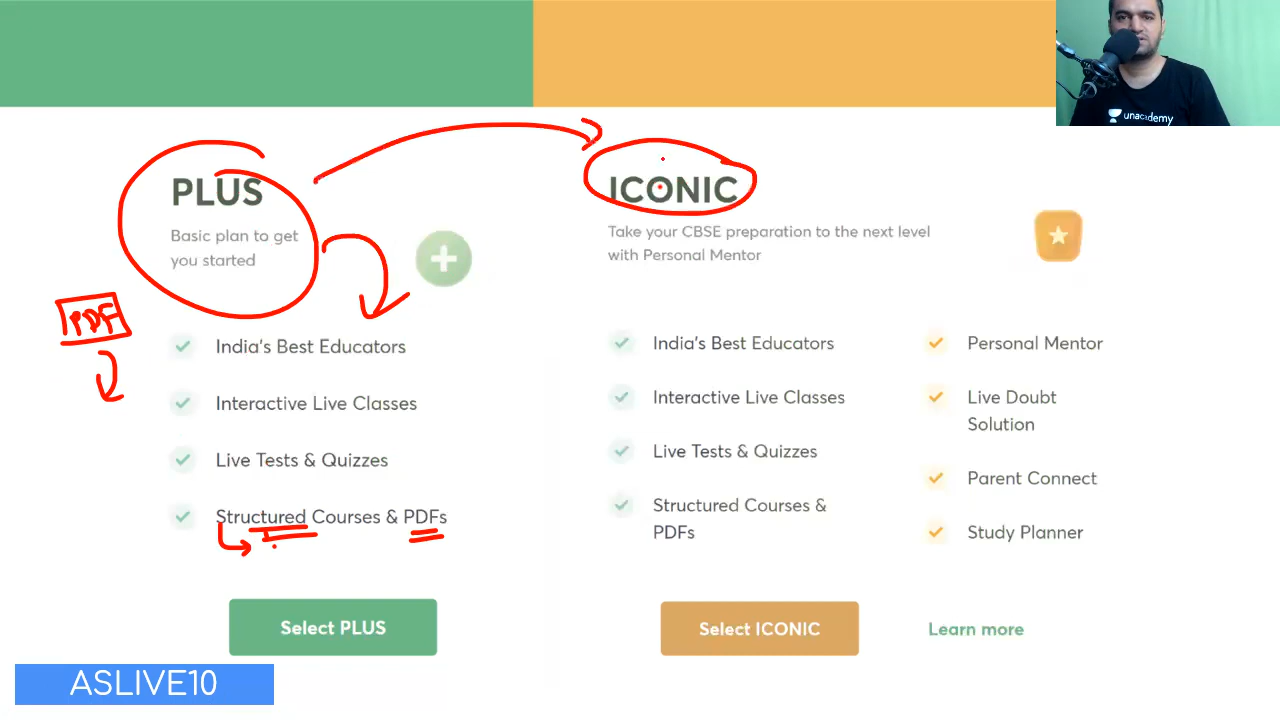 unacademy
PLUS
Basic plan to get
you started
PDF
India's Best Educators
Interactive Live Classes
Live Tests & Quizzes
Structured Courses & PDFs
Select PLUS
ASLIVE10
ICONIC
Take your CBSE preparation to the next level
with Personal Mentor
India's Best Educators
Interactive Live Classes
Live Tests & Quizzes
Structured Courses &
PDFs
Personal Mentor
Live Doubt
Solution
Parent Connect
Study Planner
Select ICONIC
Learn more